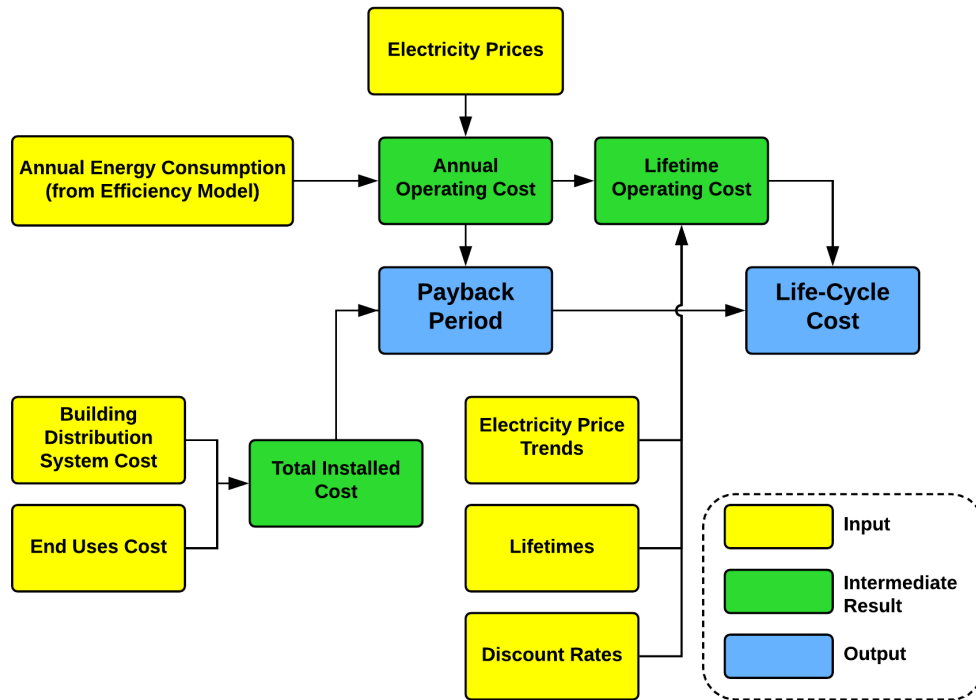 Electricity Prices
Annual Energy Consumption
(from Efficiency Model)
Annual
Operating Cost
Lifetime
Operating Cost
Payback
Period
Life-Cycle
Cost
Building
Distribution
System Cost
End Uses Cost
Total Installed
Cost
Electricity Price
Trends
Lifetimes
Discount Rates
Input
Intermediate
Result
Output